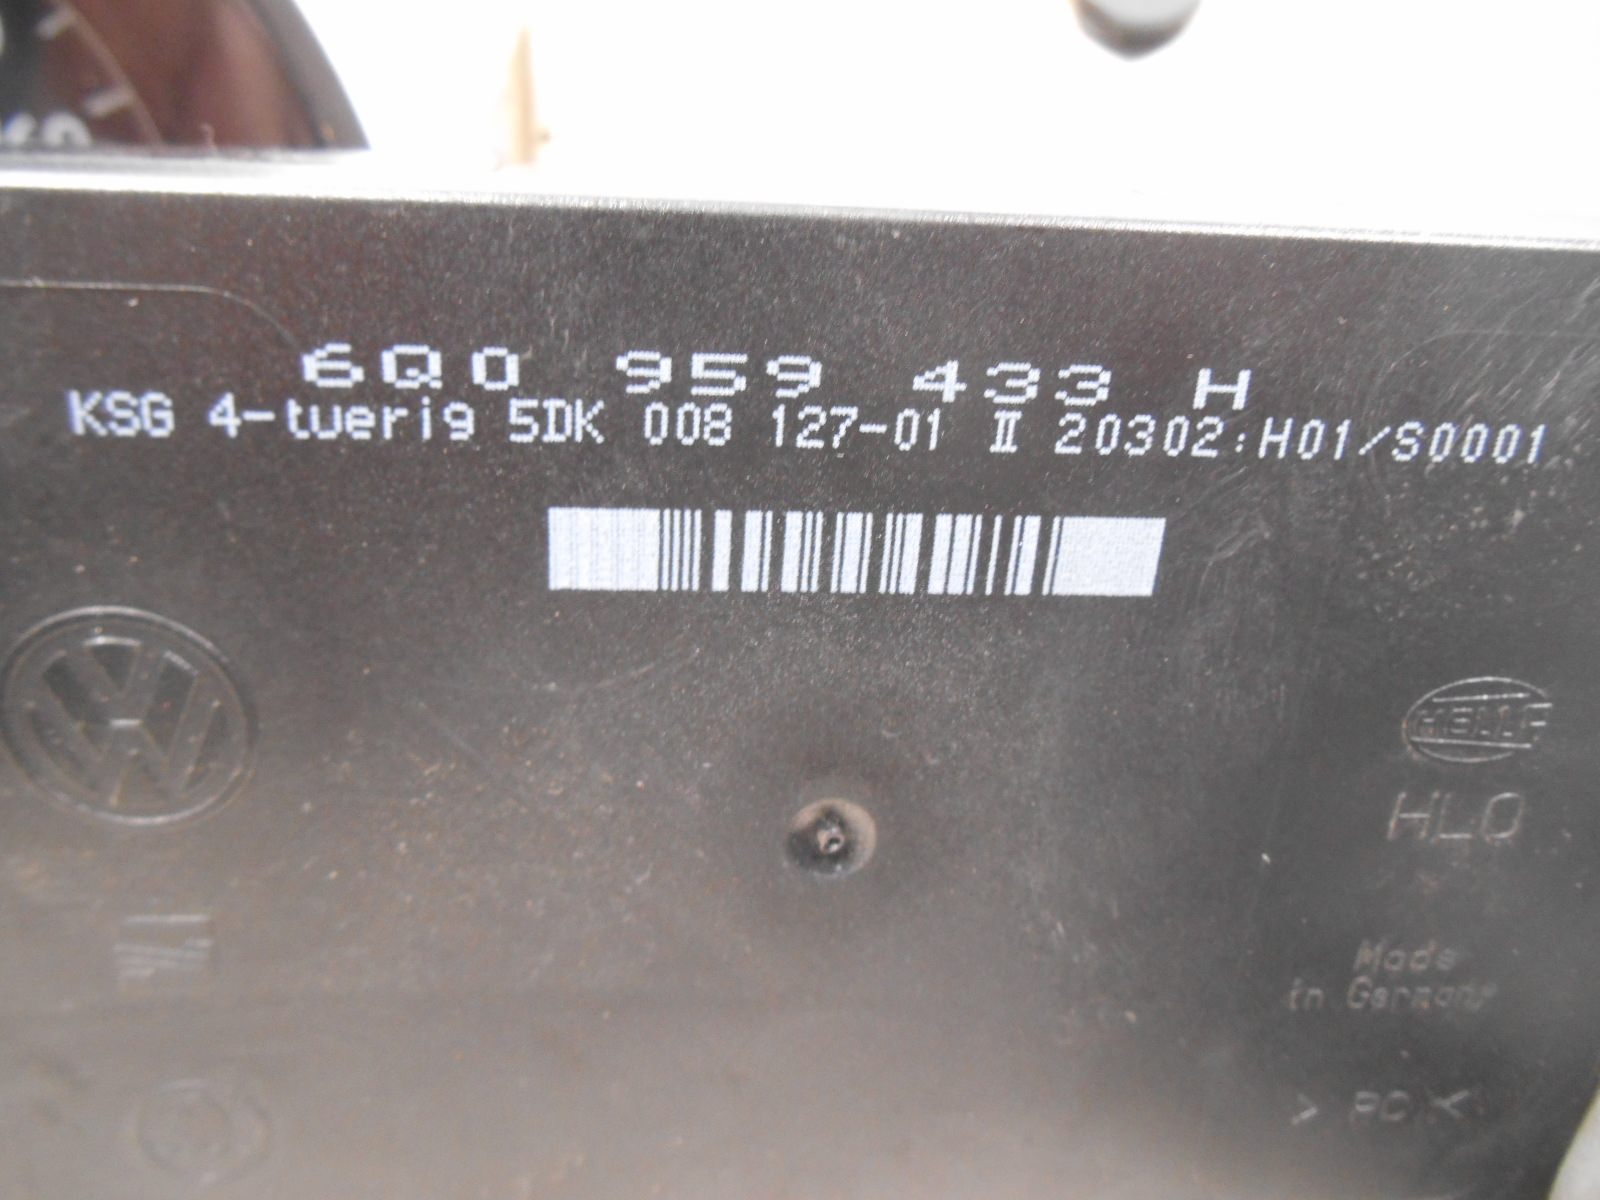 6Q0 959 433 H
KSG 4-tuerig 5DK 008 127-01 II 20302:H01/S0001
HELLA
HLO
Made
in Germany
> PC <